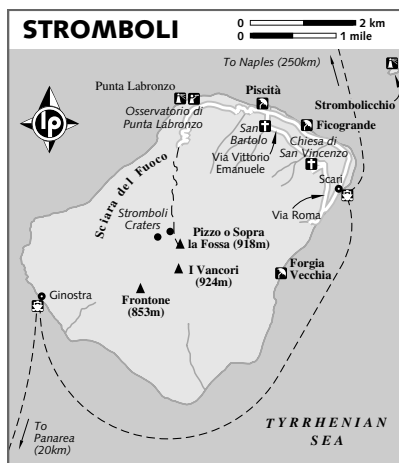 STROMBOLI
0 2 km
0 1 mile
To Naples (250km)
Punta Labronzo
Piscità
Strombolicchio
Osservatorio di
Punta Labronzo
San
Bartolo
Ficogrande
Chiesa di
San Vincenzo
Via Vittorio
Emanuele
Scari
Sciara del Fuoco
Via Roma
Stromboli
Craters
Pizzo o Sopra
la Fossa (918m)
I Vancori
(924m)
Forgia
Vecchia
Ginostra
Frontone
(853m)
To
Panarea
(20km)
TYRRHENIAN
SEA
lp